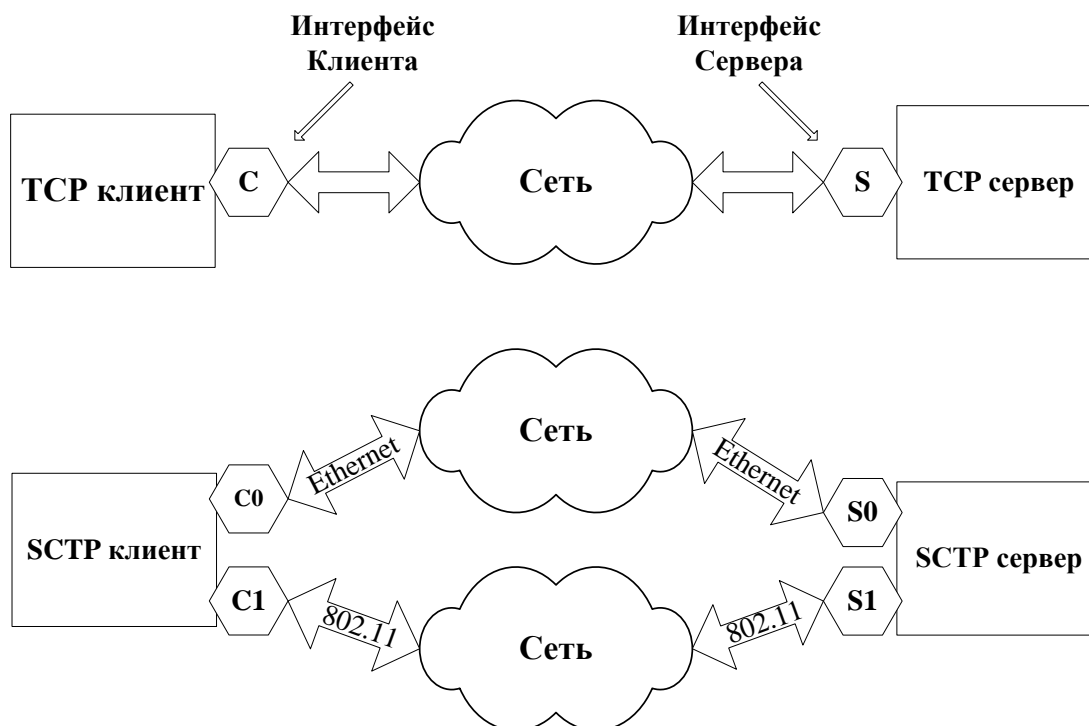 Интерфейс
Клиента
Интерфейс
Сервера
TCP клиент
C
Сеть
S
TCP сервер
Сеть
Ethernet
Ethernet
C0
S0
SCTP клиент
SCTP сервер
C1
S1
802.11
802.11
Сеть